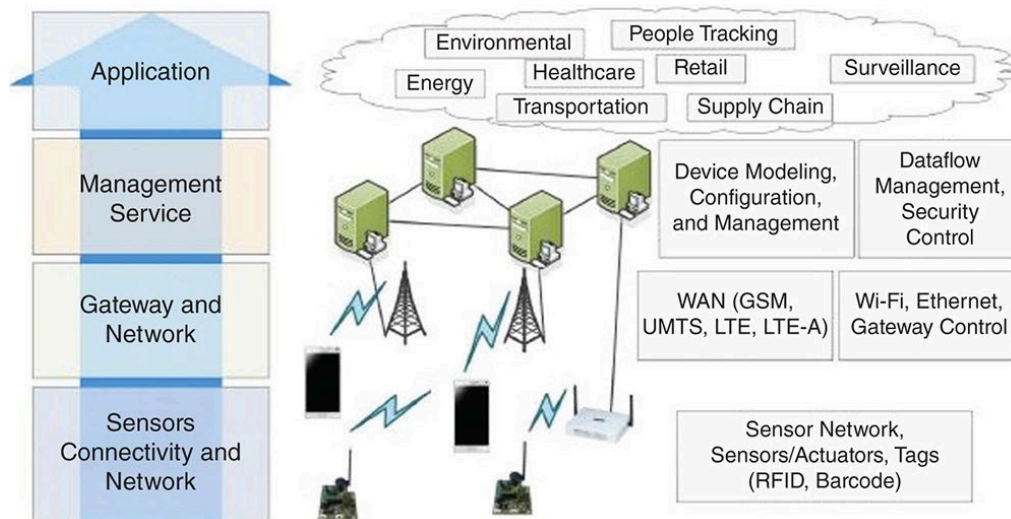 Application
Management
Service
Gateway and
Network
Sensors
Connectivity and
Network
Environmental
People Tracking
Energy
Healthcare
Retail
Surveillance
Transportation
Supply Chain
Device Modeling,
Configuration,
and Management
Dataflow
Management,
Security
Control
WAN (GSM,
UMTS, LTE, LTE-A)
Wi-Fi, Ethernet,
Gateway Control
Sensor Network,
Sensors/Actuators, Tags
(RFID, Barcode)